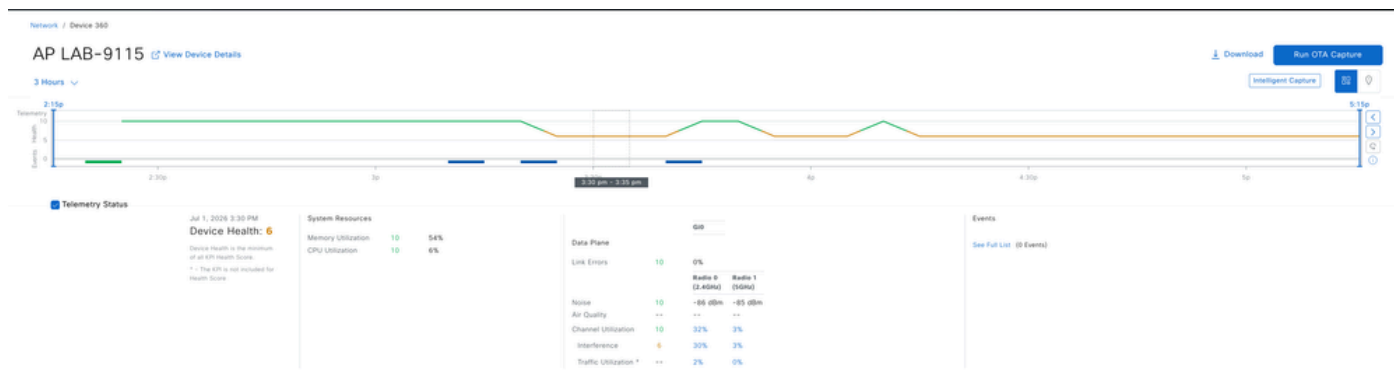 Network / Device 360
AP LAB-9115 View Device Details
Download Run OTA Capture
3 Hours
Intelligent Capture
2:15p 5:15p
Telemetry
10
Health
5
Events
0
2:30p 3p 4p 4:30p 5p
3:30 pm - 3:35 pm
Telemetry Status
Jul 1, 2026 3:30 PM
Device Health: 6
Device Health is the minimum
of all KPI Health Score
* - The KPI is not included for
Health Score
System Resources
Memory Utilization 10 54%
CPU Utilization 10 6%
Gi0
Data Plane
Link Errors 10 0%
Radio 0 Radio 1
(2.4GHz) (5GHz)
Noise 10 -86 dBm -85 dBm
Air Quality -- -- --
Channel Utilization 10 32% 3%
Interference 6 30% 3%
Traffic Utilization * -- 2% 0%
Events
See Full List (0 Events)